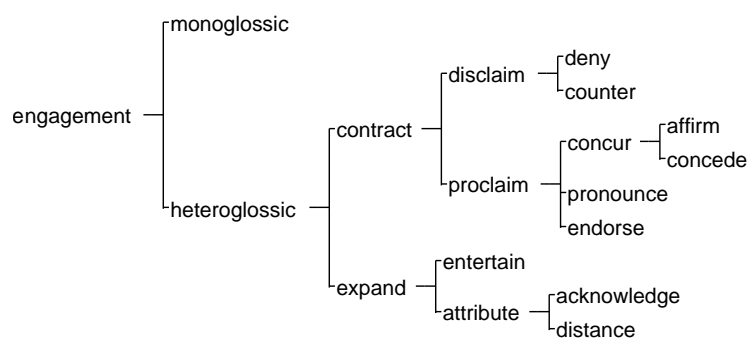 monoglossic
deny
disclaim
counter
engagement
affirm
contract
concur
concede
proclaim
pronounce
heteroglossic
endorse
entertain
expand
acknowledge
attribute
distance